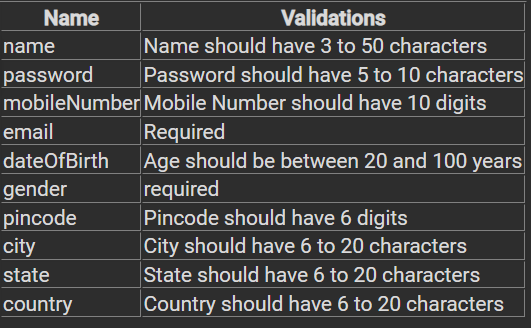 Name Validations
name Name should have 3 to 50 characters
password Password should have 5 to 10 characters
mobileNumber Mobile Number should have 10 digits
email Required
dateOfBirth Age should be between 20 and 100 years
gender required
pincode Pincode should have 6 digits
city City should have 6 to 20 characters
state State should have 6 to 20 characters
country Country should have 6 to 20 characters